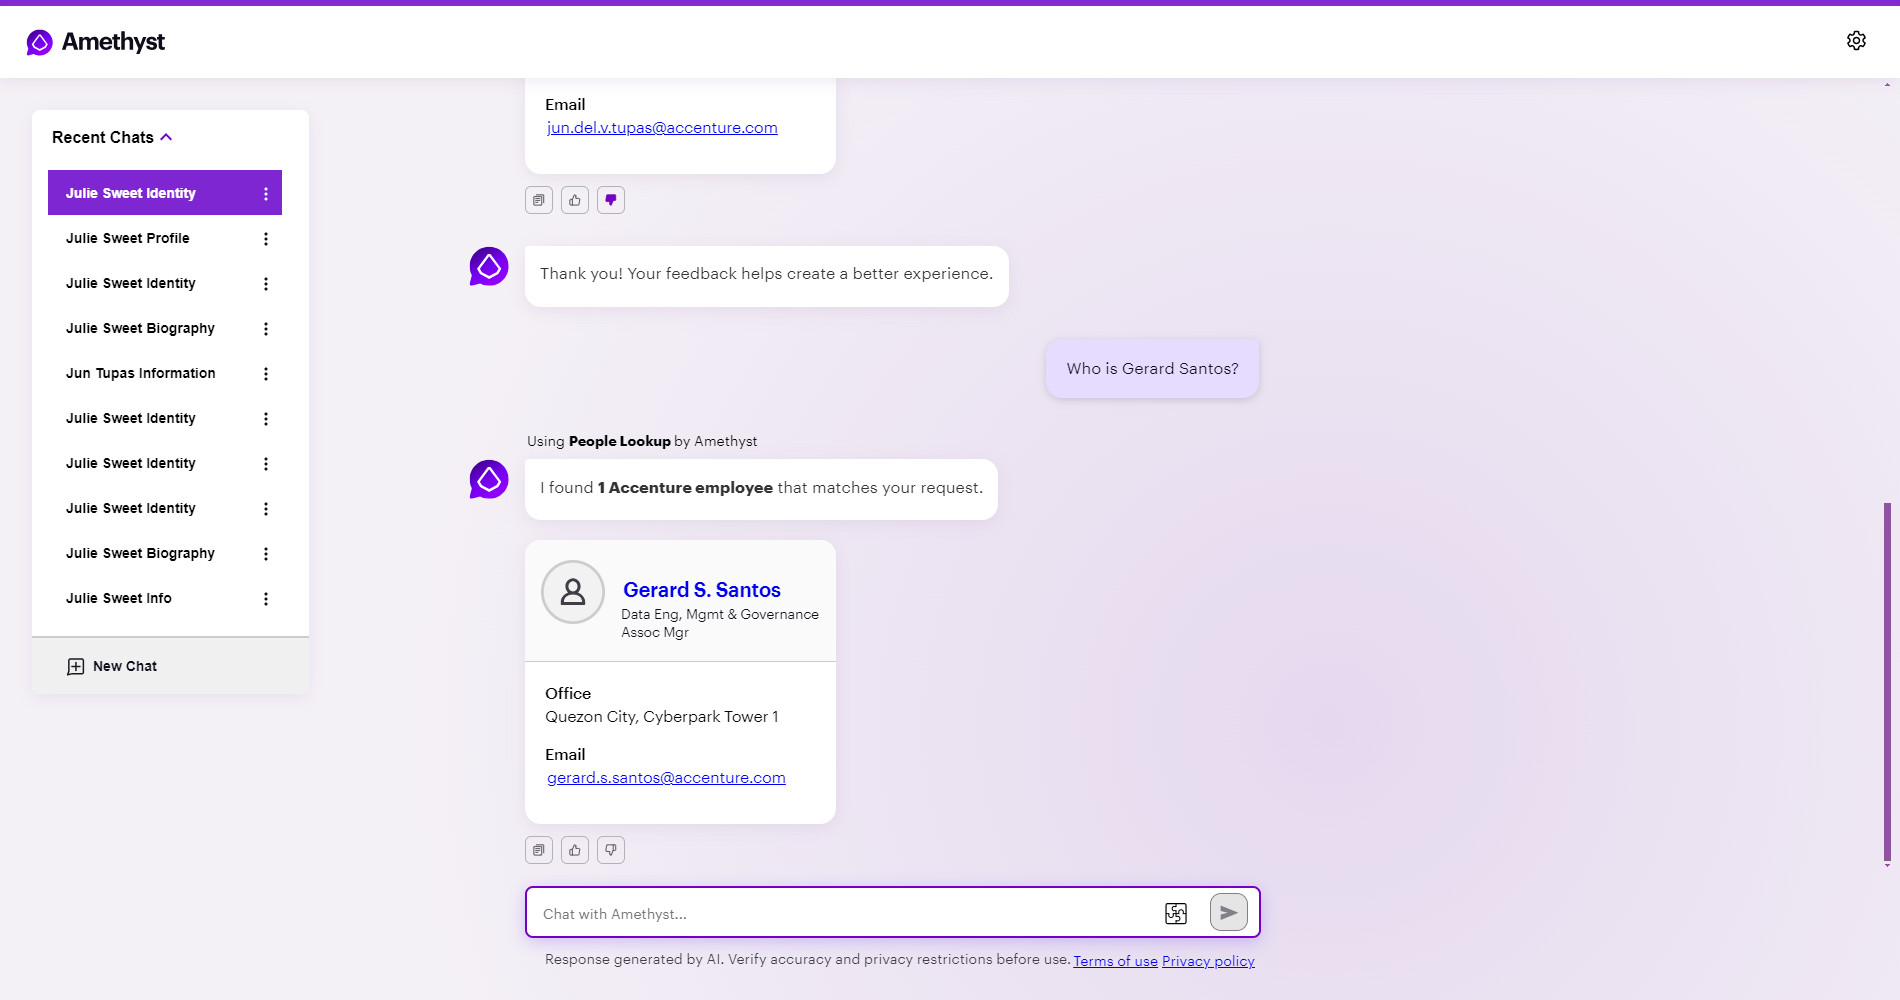 Amethyst
Recent Chats
Julie Sweet Identity
Julie Sweet Profile
Julie Sweet Identity
Julie Sweet Biography
Jun Tupas Information
Julie Sweet Identity
Julie Sweet Identity
Julie Sweet Identity
Julie Sweet Biography
Julie Sweet Info
New Chat
Email
jun.del.v.tupas@accenture.com
Thank you! Your feedback helps create a better experience.
Who is Gerard Santos?
Using People Lookup by Amethyst
I found 1 Accenture employee that matches your request.
Gerard S. Santos
Data Eng, Mgmt & Governance
Assoc Mgr
Office
Quezon City, Cyberpark Tower 1
Email
gerard.s.santos@accenture.com
Chat with Amethyst...
Response generated by AI. Verify accuracy and privacy restrictions before use. Terms of use Privacy policy